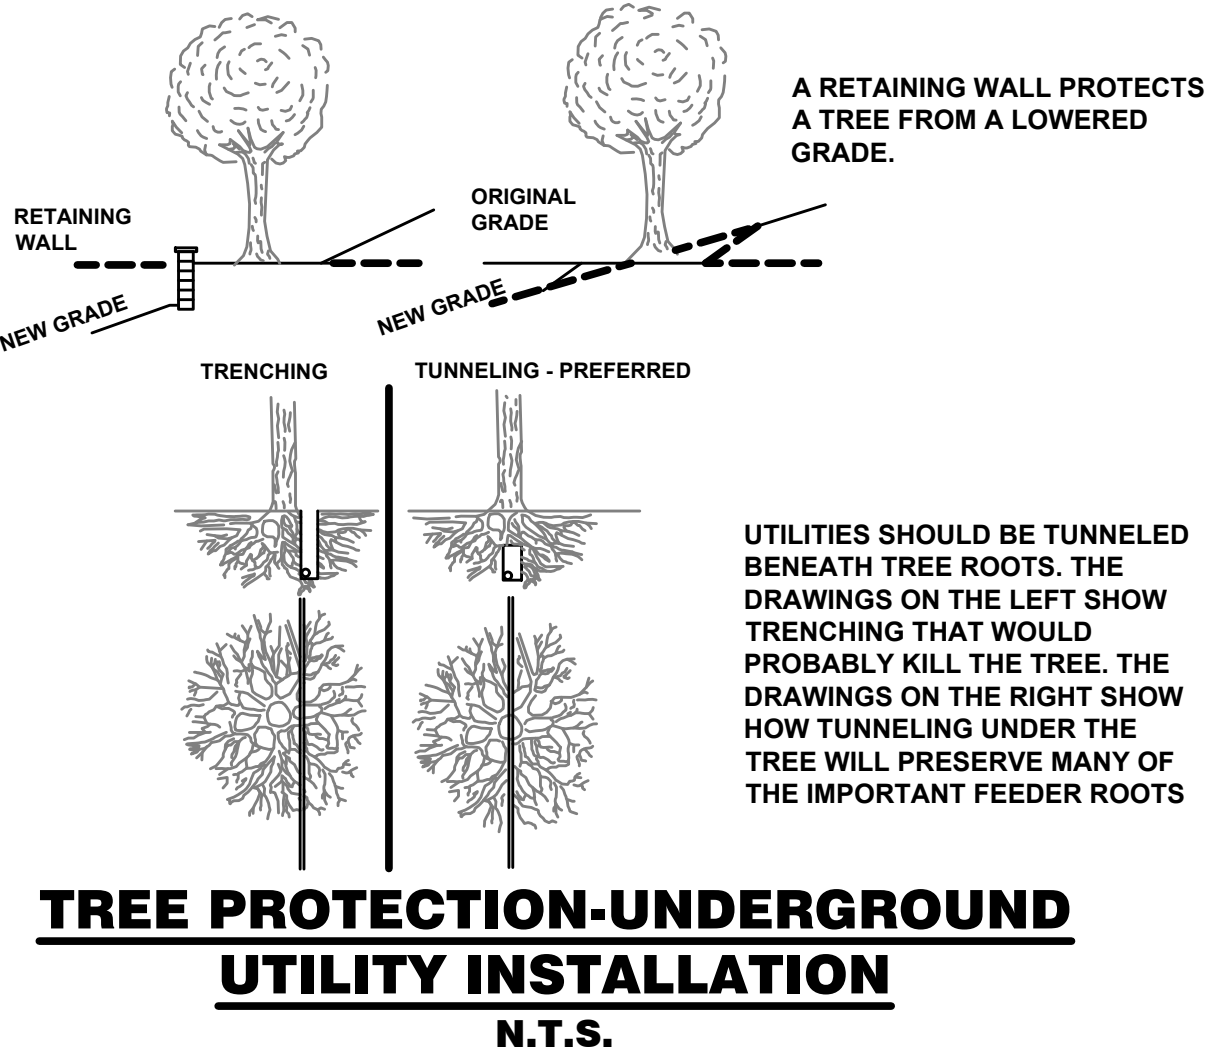 A RETAINING WALL PROTECTS
A TREE FROM A LOWERED
GRADE.
RETAINING
WALL
ORIGINAL
GRADE
NEW GRADE
NEW GRADE
TRENCHING
TUNNELING - PREFERRED
UTILITIES SHOULD BE TUNNELED
BENEATH TREE ROOTS. THE
DRAWINGS ON THE LEFT SHOW
TRENCHING THAT WOULD
PROBABLY KILL THE TREE. THE
DRAWINGS ON THE RIGHT SHOW
HOW TUNNELING UNDER THE
TREE WILL PRESERVE MANY OF
THE IMPORTANT FEEDER ROOTS
TREE PROTECTION-UNDERGROUND
UTILITY INSTALLATION
N.T.S.